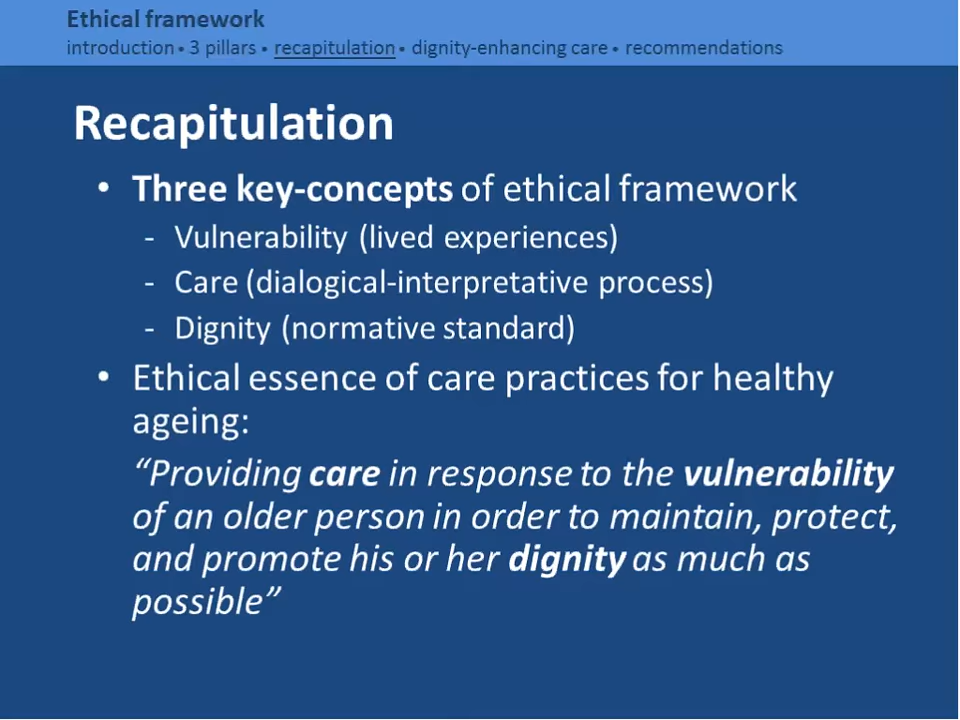 Ethical framework
introduction • 3 pillars • recapitulation • dignity-enhancing care • recommendations
Recapitulation
• Three key-concepts of ethical framework
- Vulnerability (lived experiences)
- Care (dialogical-interpretative process)
- Dignity (normative standard)
• Ethical essence of care practices for healthy
ageing:
“Providing care in response to the vulnerability
of an older person in order to maintain, protect,
and promote his or her dignity as much as
possible”